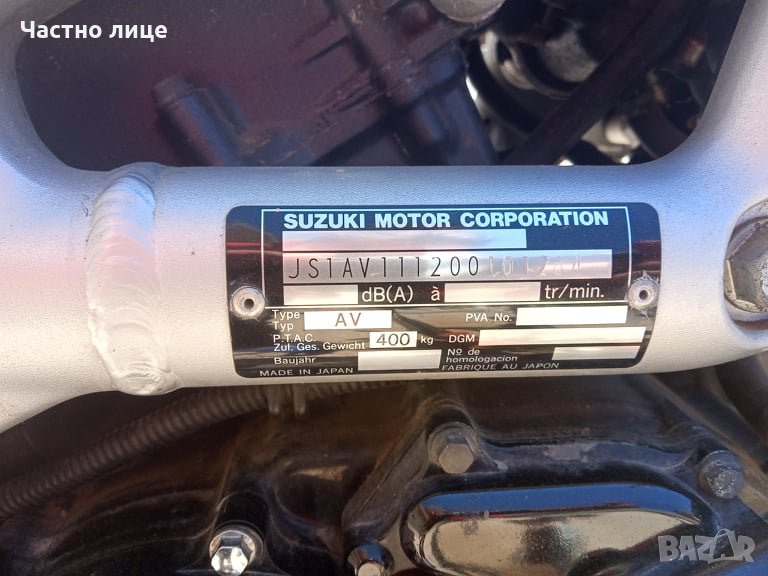 Частно лице
SUZUKI MOTOR CORPORATION
JS1AV111200
dB(A) à tr/min.
Type
Typ AV PVA No.
P.T.A.C.
Zul. Ges. Gewicht 400 kg DGM
Baujahr Nº de homologacion
MADE IN JAPAN FABRIQUE AU JAPON
BAZAR